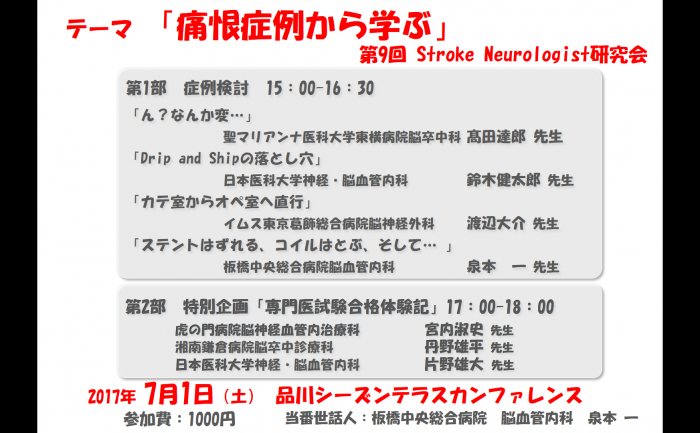 テーマ 「痛恨症例から学ぶ」
第9回 Stroke Neurologist研究会
第1部 症例検討 15：00-16：30
「ん？なんか変…」
聖マリアンナ医科大学東横病院脳卒中科 髙田達郎 先生
「Drip and Shipの落とし穴」
日本医科大学神経・脳血管内科 鈴木健太郎 先生
「カテ室からオペ室へ直行」
イムス東京葛飾総合病院脳神経外科 渡辺大介 先生
「ステントはずれる、コイルはとぶ、そして… 」
板橋中央総合病院脳血管内科 泉本 一 先生
第2部 特別企画「専門医試験合格体験記」17：00-18：00
虎の門病院脳神経血管内治療科 宮内淑史 先生
湘南鎌倉病院脳卒中診療科 丹野雄平 先生
日本医科大学神経・脳血管内科 片野雄大 先生
2017年 7月1日（土） 品川シーズンテラスカンファレンス
参加費：1000円 当番世話人：板橋中央総合病院 脳血管内科 泉本 一